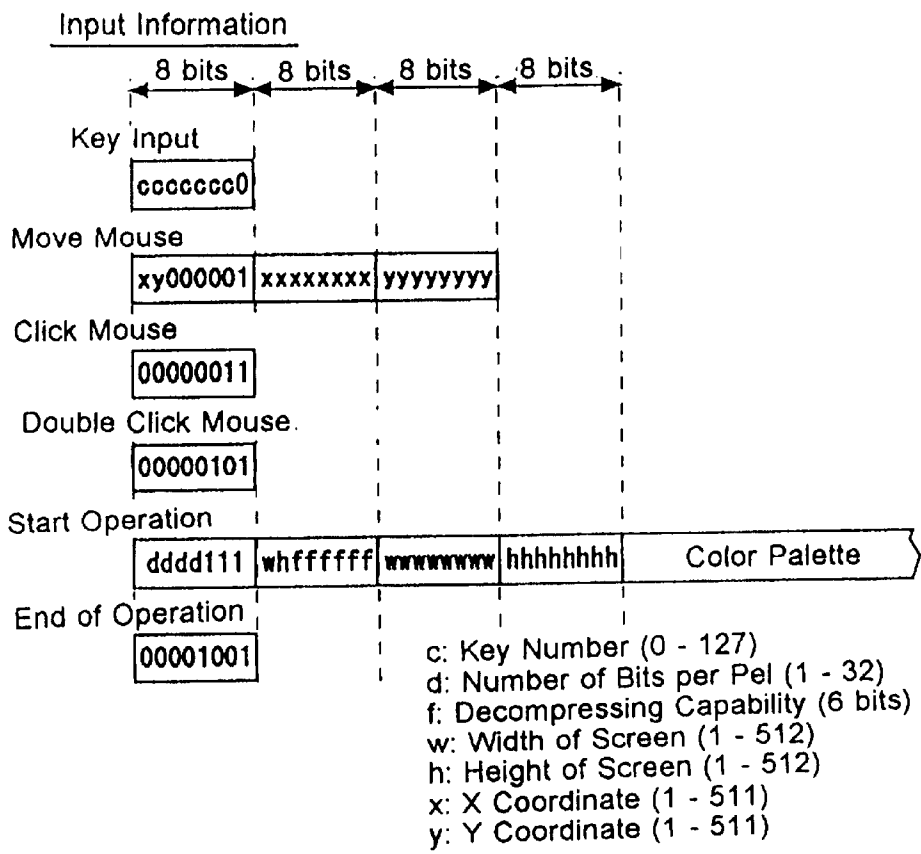 Input Information
8 bits 8 bits 8 bits 8 bits
Key Input
ccccccc0
Move Mouse
xy000001 xxxxxxxx yyyyyyyy
Click Mouse
00000011
Double Click Mouse
00000101
Start Operation
dddd111 whffffff wwwwwwww hhhhhhhh Color Palette
End of Operation
00001001
c: Key Number (0 - 127)
d: Number of Bits per Pel (1 - 32)
f: Decompressing Capability (6 bits)
w: Width of Screen (1 - 512)
h: Height of Screen (1 - 512)
x: X Coordinate (1 - 511)
y: Y Coordinate (1 - 511)